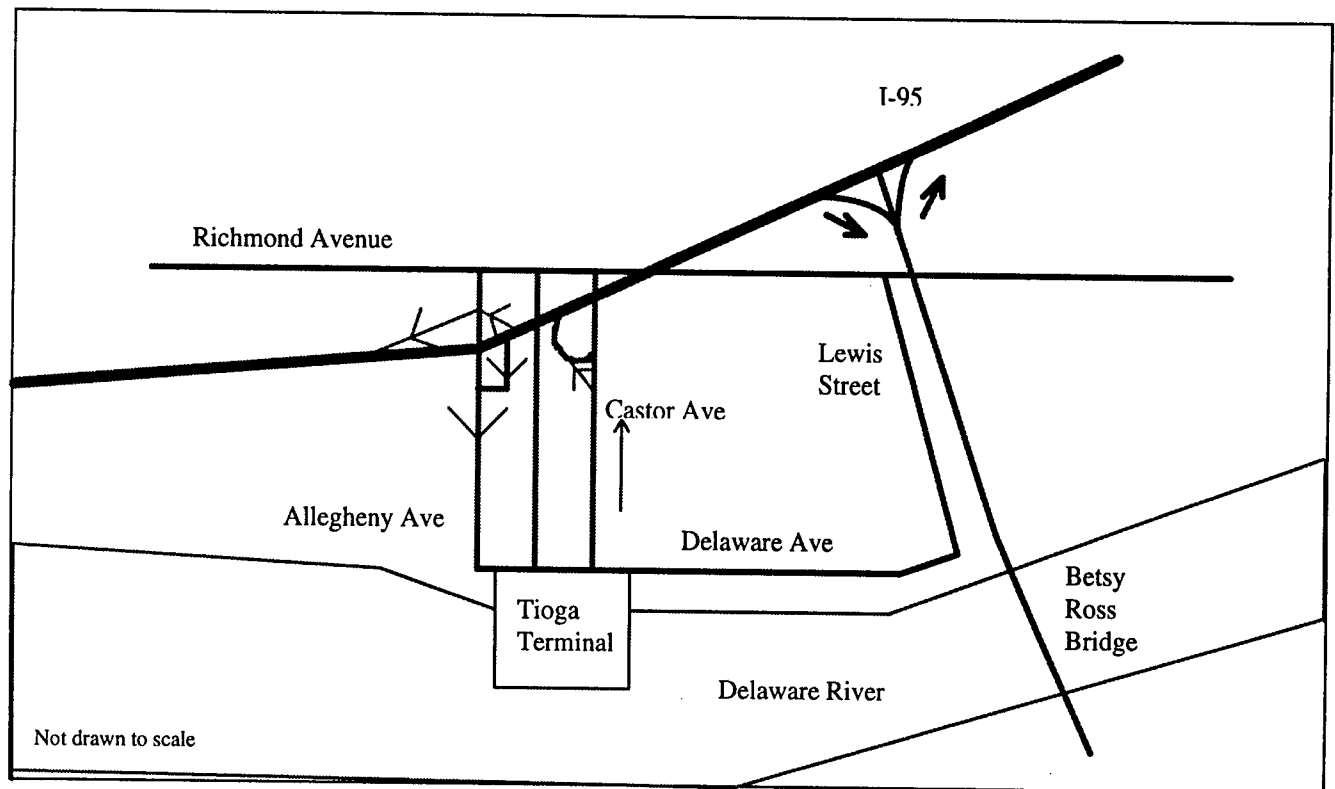 I-95
Richmond Avenue
Lewis
Street
Castor Ave
Allegheny Ave
Delaware Ave
Tioga
Terminal
Betsy
Ross
Bridge
Delaware River
Not drawn to scale